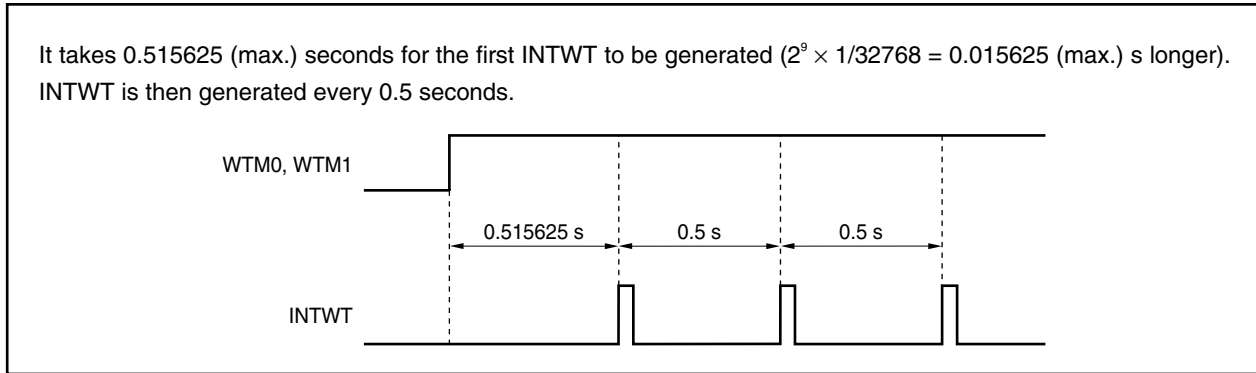 It takes 0.515625 (max.) seconds for the first INTWT to be generated (2⁹ × 1/32768 = 0.015625 (max.) s longer).
INTWT is then generated every 0.5 seconds.
WTM0, WTM1
0.515625 s
0.5 s
0.5 s
INTWT